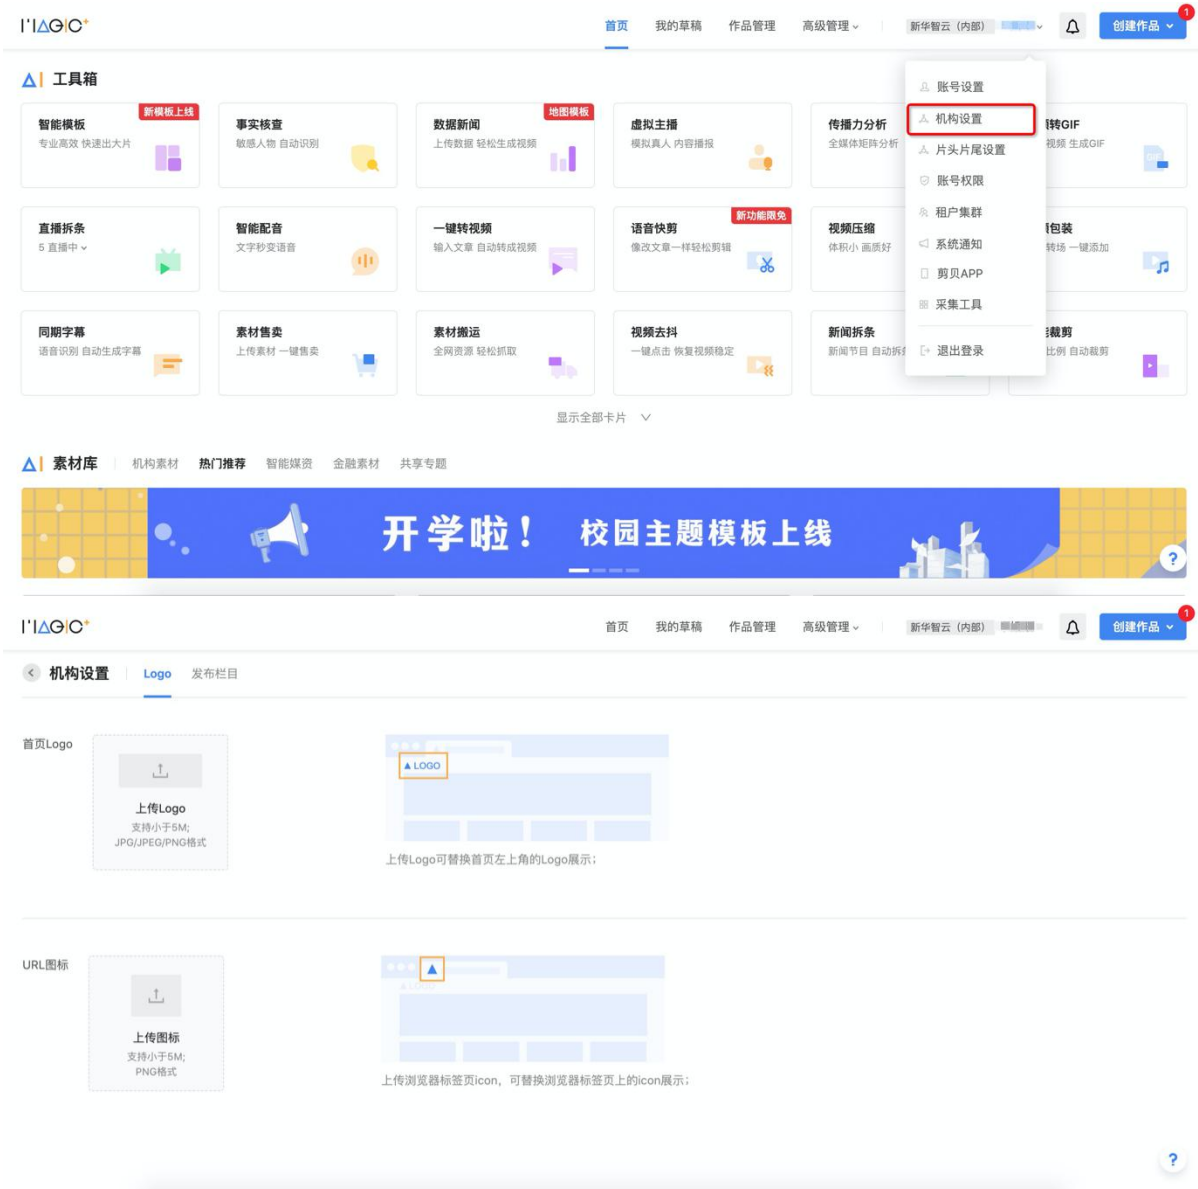 MAGIC+
首页 我的草稿 作品管理 高级管理 新华智云（内部） 创建作品 1
AI 工具箱
账号设置
机构设置
片头片尾设置
账号权限
租户集群
系统通知
剪贝APP
采集工具
退出登录
新模板上线
智能模板
专业高效 快速出大片
事实核查
敏感人物 自动识别
地图模板
数据新闻
上传数据 轻松生成视频
虚拟主播
模拟真人 内容播报
传播力分析
全媒体矩阵分析
转GIF
视频 生成GIF
GIF
直播拆条
5 直播中
智能配音
文字秒变语音
一键转视频
输入文章 自动转成视频
新功能限免
语音快剪
像改文章一样轻松剪辑
视频压缩
体积小 画质好
包装
转场 一键添加
同期字幕
语音识别 自动生成字幕
素材售卖
上传素材 一键售卖
素材搬运
全网资源 轻松抓取
视频去抖
一键点击 恢复视频稳定
新闻拆条
新闻节目 自动拆
裁剪
比例 自动裁剪
显示全部卡片
AI 素材库 机构素材 热门推荐 智能媒资 金融素材 共享专题
开学啦！ 校园主题模板上线
?
MAGIC+
首页 我的草稿 作品管理 高级管理 新华智云（内部） 创建作品 1
机构设置 Logo 发布栏目
首页Logo
上传Logo
支持小于5M;
JPG/JPEG/PNG格式
LOGO
上传Logo可替换首页左上角的Logo展示；
URL图标
上传图标
支持小于5M;
PNG格式
LOGO
上传浏览器标签页icon，可替换浏览器标签页上的icon展示；
?